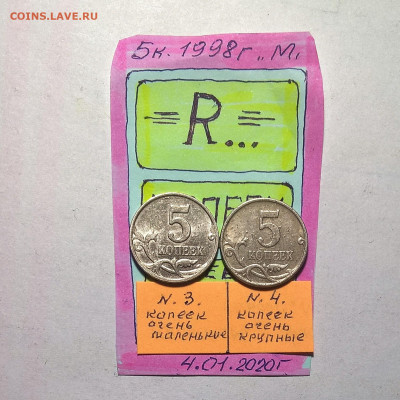 COINS.LAVE.RU
5к. 1998г „М„
=R...=
5 5
КОПЕЕК КОПЕЕК
N. 3. N. 4.
копеек копеек
очень очень
маленькие крупные
4.01.2020г